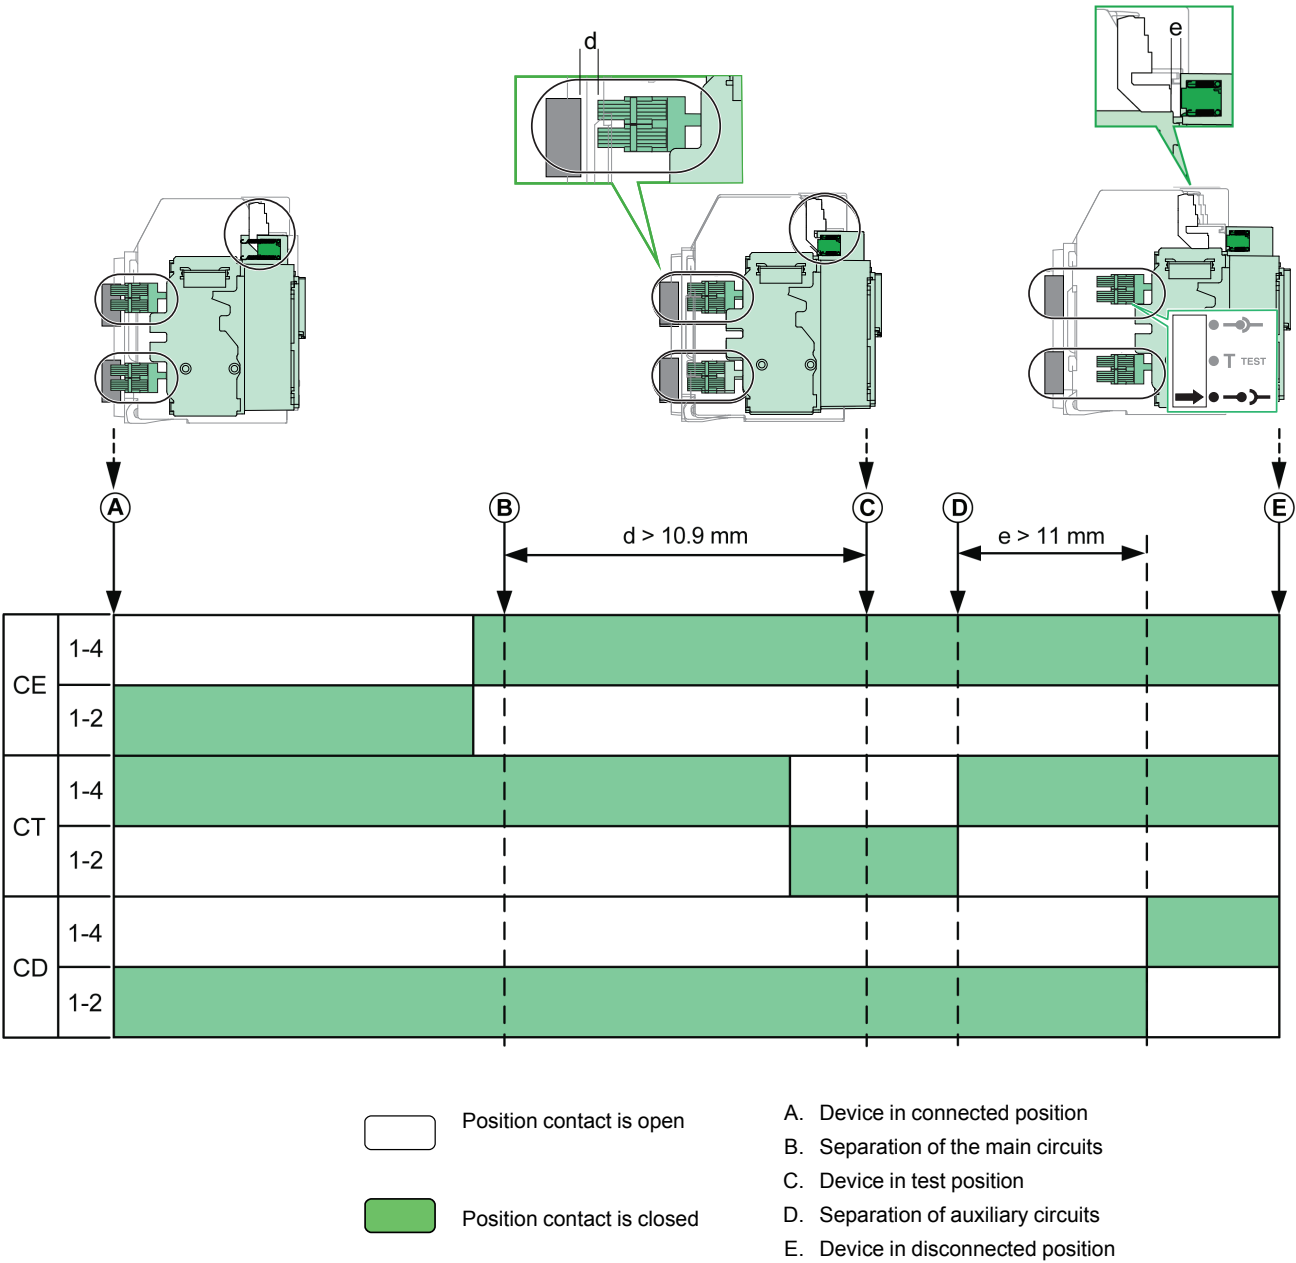 d
e
T TEST
A
B
C
D
E
d > 10.9 mm
e > 11 mm
CE
1-4
1-2
CT
1-4
1-2
CD
1-4
1-2
Position contact is open
Position contact is closed
A. Device in connected position
B. Separation of the main circuits
C. Device in test position
D. Separation of auxiliary circuits
E. Device in disconnected position